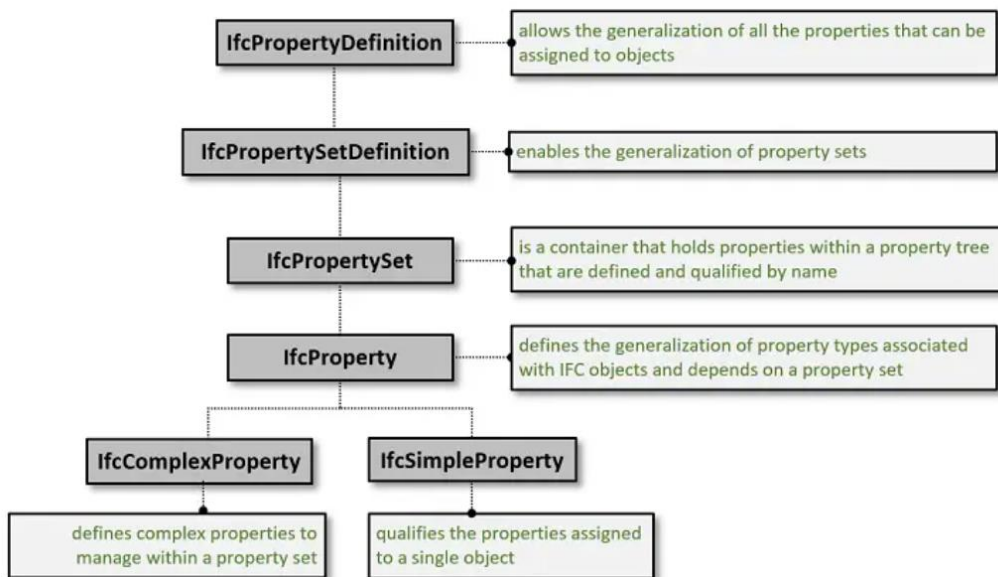 IfcPropertyDefinition
allows the generalization of all the properties that can be
assigned to objects
IfcPropertySetDefinition
enables the generalization of property sets
IfcPropertySet
is a container that holds properties within a property tree
that are defined and qualified by name
IfcProperty
defines the generalization of property types associated
with IFC objects and depends on a property set
IfcComplexProperty
IfcSimpleProperty
defines complex properties to
manage within a property set
qualifies the properties assigned
to a single object